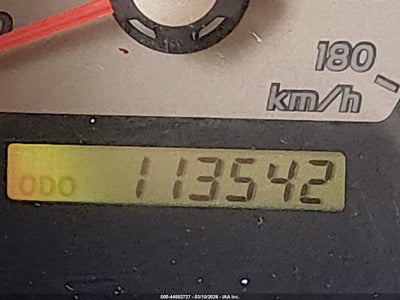 180
km/h
ODO 113542
000-44682727 - 03/10/2026 - IAA Inc.